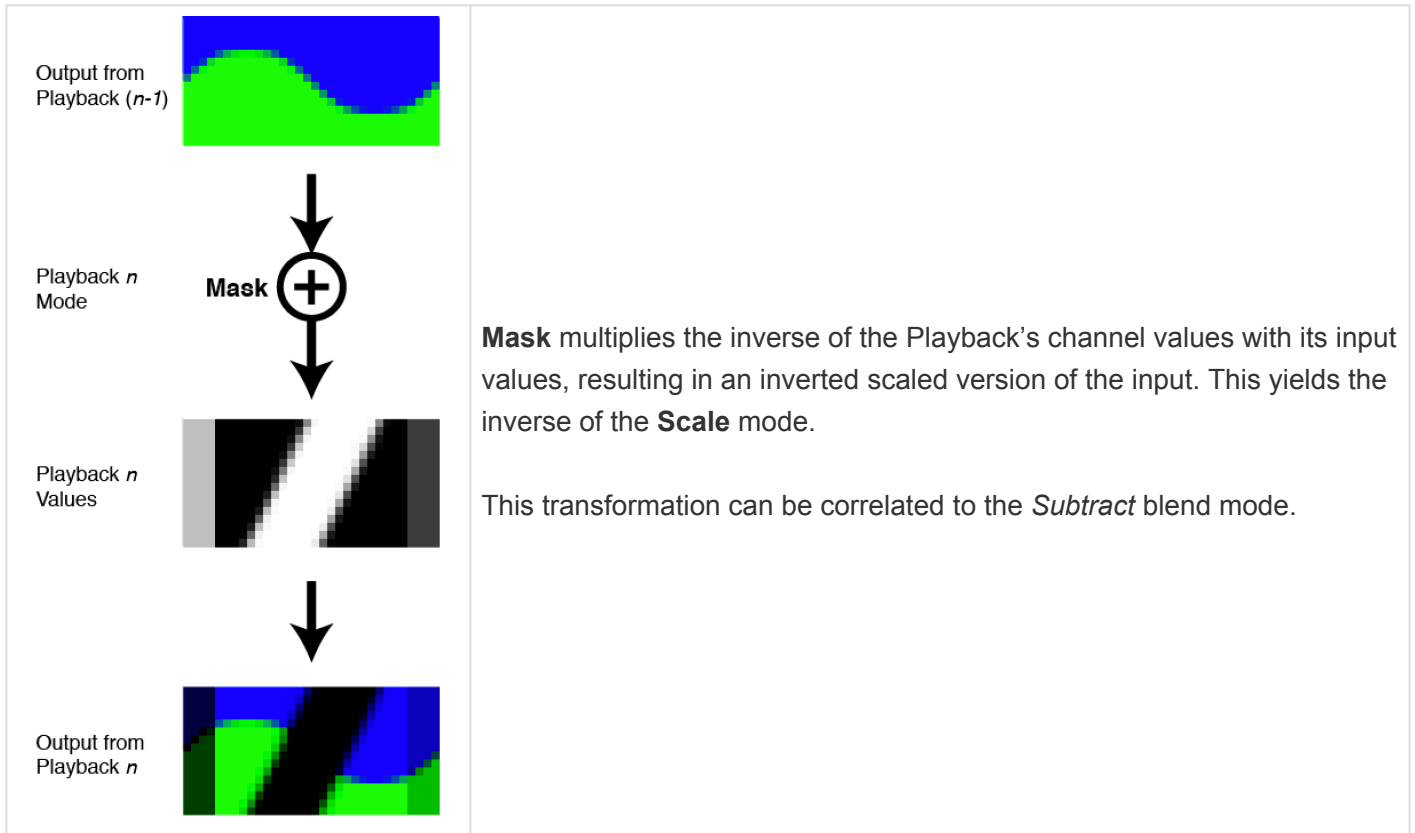 Output from
Playback (n-1)
Playback n
Mode
Mask
Playback n
Values
Output from
Playback n
Mask multiplies the inverse of the Playback’s channel values with its input
values, resulting in an inverted scaled version of the input. This yields the
inverse of the Scale mode.
This transformation can be correlated to the Subtract blend mode.